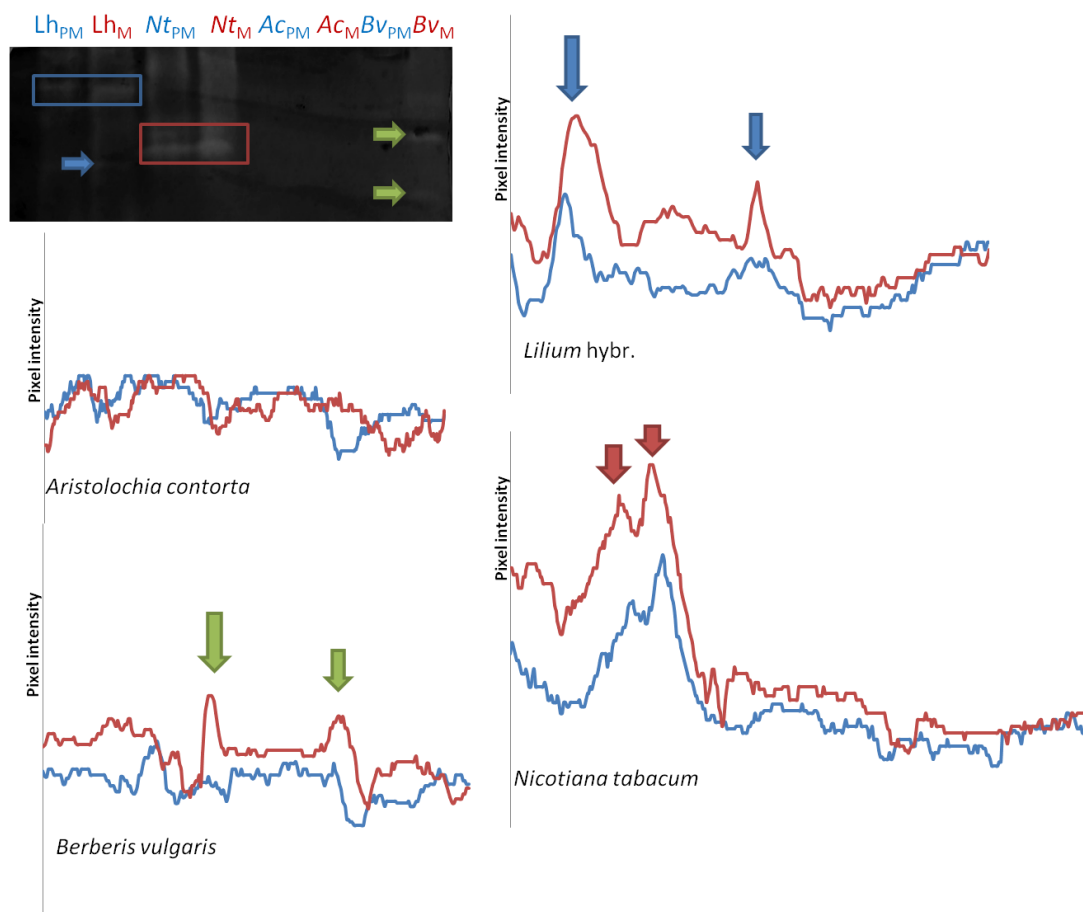 LhPM LhM NtPM NtM AcPM AcM BvPM BvM
Pixel intensity
Lilium hybr.
Pixel intensity
Aristolochia contorta
Pixel intensity
Nicotiana tabacum
Pixel intensity
Berberis vulgaris